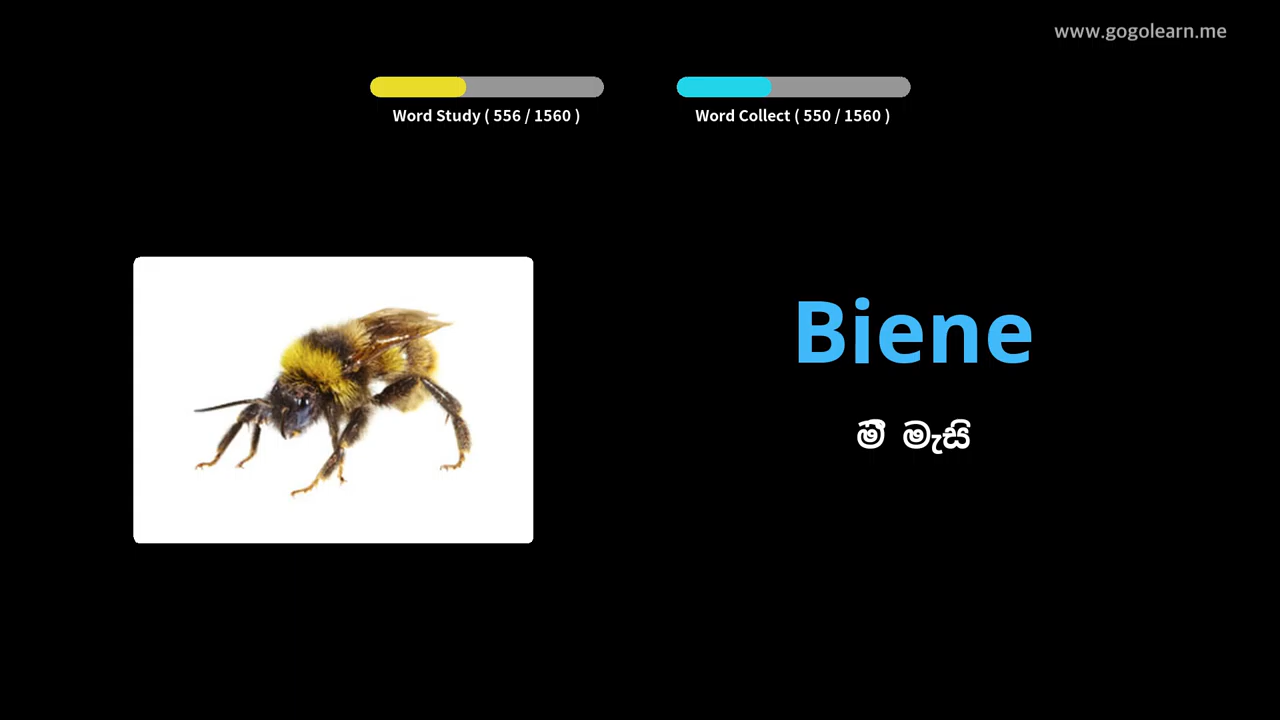 www.gogolearn.me
Word Study ( 556 / 1560 )
Word Collect ( 550 / 1560 )
Biene
මී මැසි